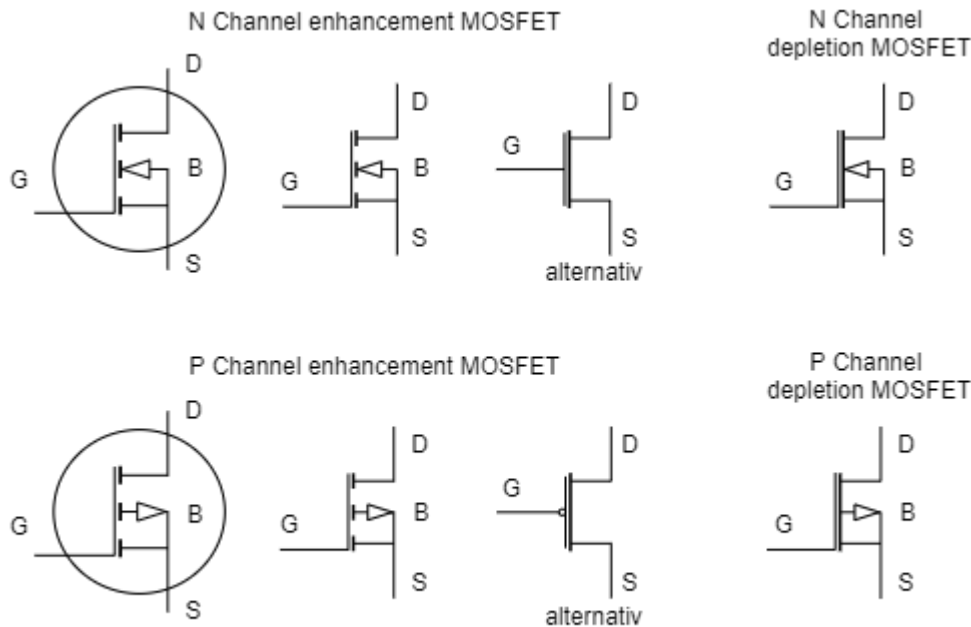 N Channel enhancement MOSFET
N Channel
depletion MOSFET
D
G
B
S
D
G
B
S
D
G
S
alternativ
D
G
B
S
P Channel enhancement MOSFET
P Channel
depletion MOSFET
D
G
B
S
D
G
B
S
D
G
S
alternativ
D
G
B
S